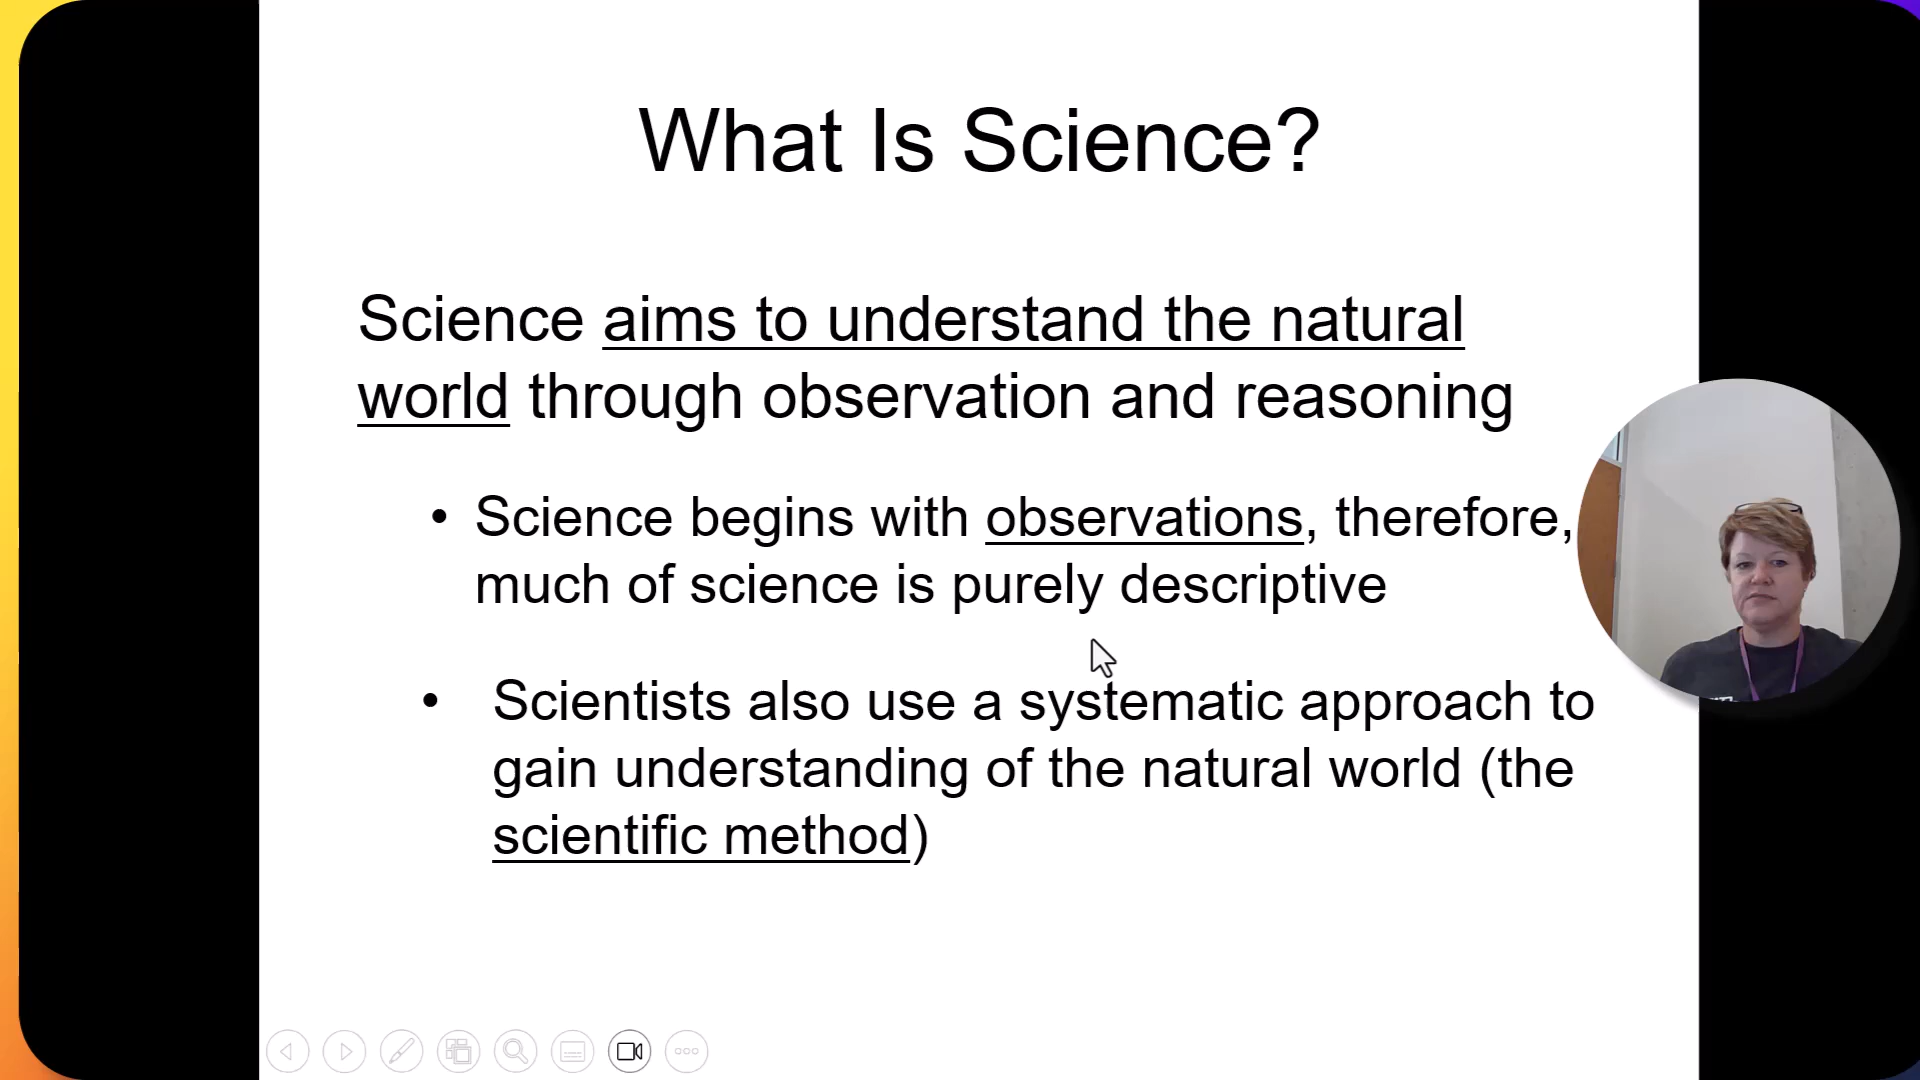 What Is Science?
Science aims to understand the natural
world through observation and reasoning
• Science begins with observations, therefore,
much of science is purely descriptive
• Scientists also use a systematic approach to
gain understanding of the natural world (the
scientific method)